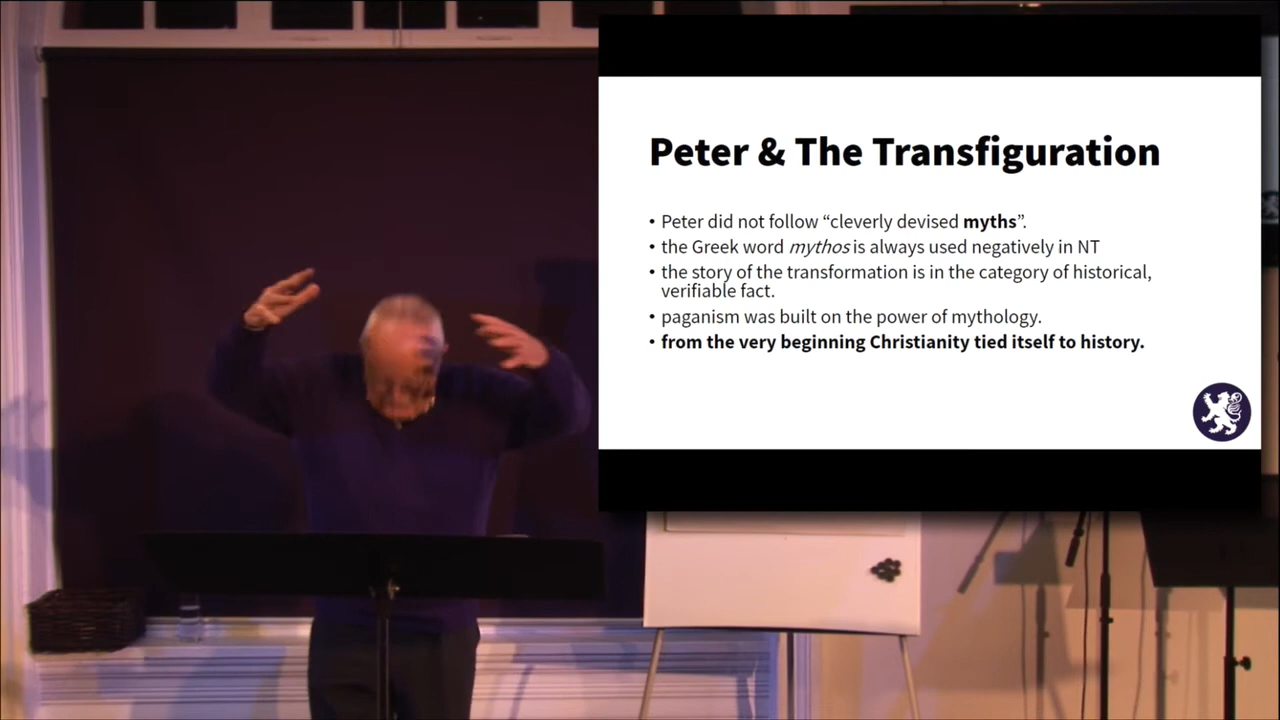 Peter & The Transfiguration
• Peter did not follow “cleverly devised myths”.
• the Greek word mythos is always used negatively in NT
• the story of the transformation is in the category of historical,
verifiable fact.
• paganism was built on the power of mythology.
• from the very beginning Christianity tied itself to history.